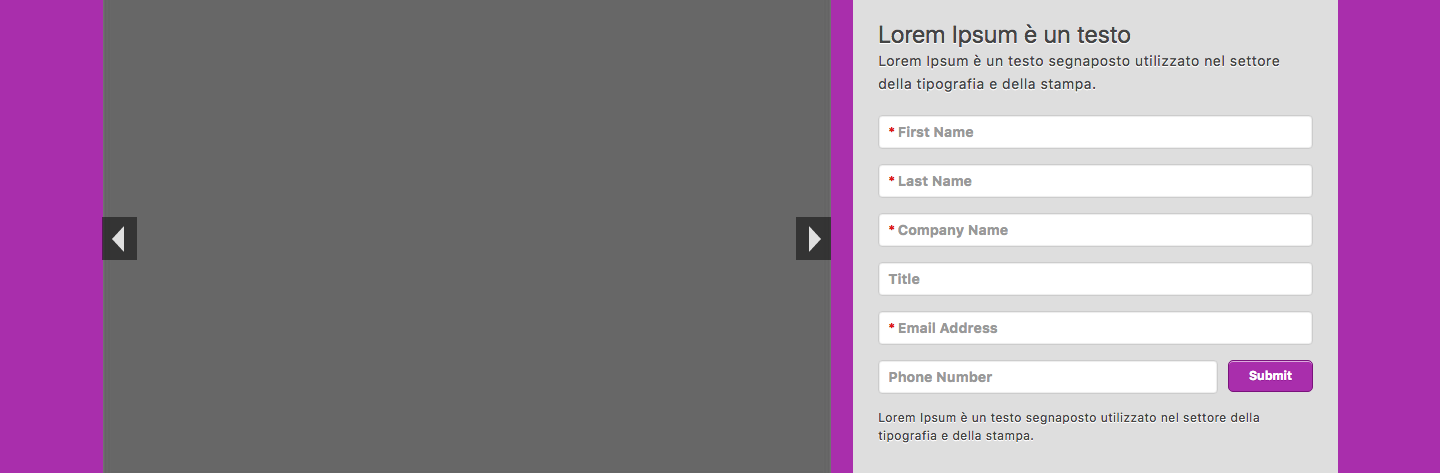 Lorem Ipsum è un testo
Lorem Ipsum è un testo segnaposto utilizzato nel settore
della tipografia e della stampa.
* First Name
* Last Name
* Company Name
Title
* Email Address
Phone Number
Submit
Lorem Ipsum è un testo segnaposto utilizzato nel settore della
tipografia e della stampa.